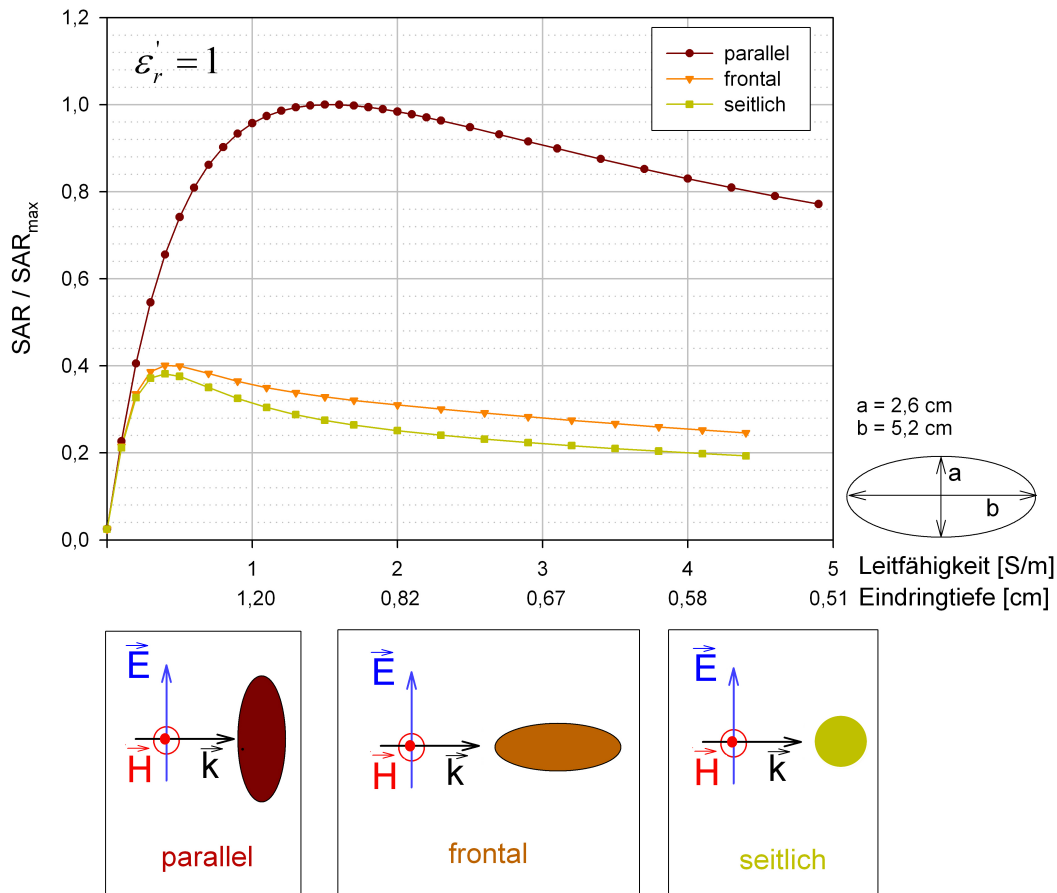 1,2
1,0
0,8
0,6
0,4
0,2
0,0
SAR / SARmax
ε'r = 1
parallel
frontal
seitlich
a = 2,6 cm
b = 5,2 cm
a
b
1 2 3 4 5 Leitfähigkeit [S/m]
1,20 0,82 0,67 0,58 0,51 Eindringtiefe [cm]
E
H
k
parallel
E
H
k
frontal
E
H
k
seitlich